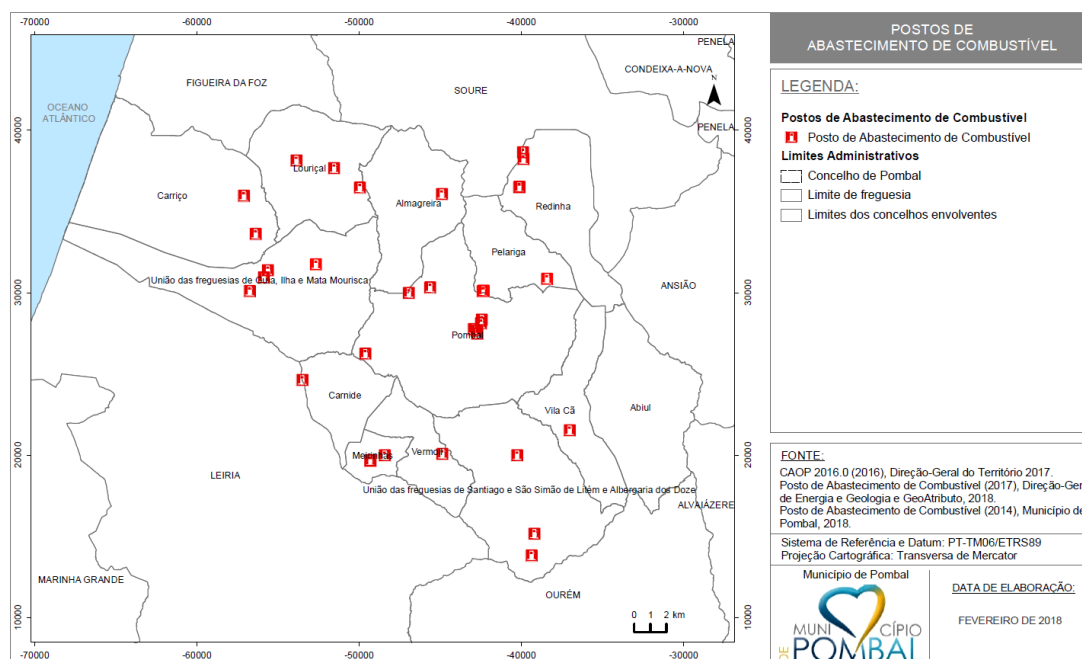 -70000
-60000
-50000
-40000
-30000
POSTOS DE
ABASTECIMENTO DE COMBUSTÍVEL
PENELA
FIGUEIRA DA FOZ
CONDEIXA-A-NOVA
SOURE
OCEANO
ATLÂNTICO
N
40000
40000
PENELA
Louriçal
Carriço
Almagreira
Redinha
Pelariga
União das freguesias de Guia, Ilha e Mata Mourisca
ANSIÃO
30000
30000
Pombal
Carnide
Vila Cã
Abiul
20000
20000
Meirinhas
Vermoil
LEIRIA
União das freguesias de Santiago e São Simão de Litém e Albergaria dos Doze
ALVAIÁZERE
MARINHA GRANDE
OURÉM
10000
10000
0 1 2 km
-70000
-60000
-50000
-40000
-30000
LEGENDA:
Postos de Abastecimento de Combustível
Posto de Abastecimento de Combustível
Limites Administrativos
Concelho de Pombal
Limite de freguesia
Limites dos concelhos envolventes
FONTE:
CAOP 2016.0 (2016), Direção-Geral do Território 2017.
Posto de Abastecimento de Combustível (2017), Direção-Ger
de Energia e Geologia e GeoAtributo, 2018.
Posto de Abastecimento de Combustível (2014), Município de
Pombal, 2018.
Sistema de Referência e Datum: PT-TM06/ETRS89
Projeção Cartográfica: Transversa de Mercator
Município de Pombal
MUNICÍPIO
DE POMBAL
DATA DE ELABORAÇÃO:
FEVEREIRO DE 2018